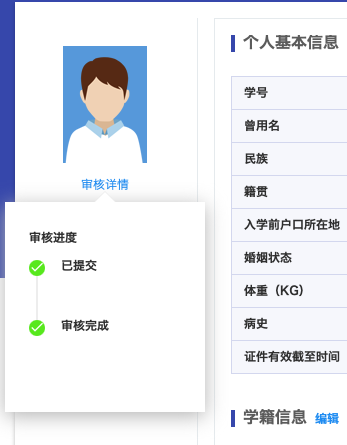 审核详情
审核进度
已提交
审核完成
个人基本信息
学号
曾用名
民族
籍贯
入学前户口所在地
婚姻状态
体重（KG）
病史
证件有效截至时间
学籍信息 编辑